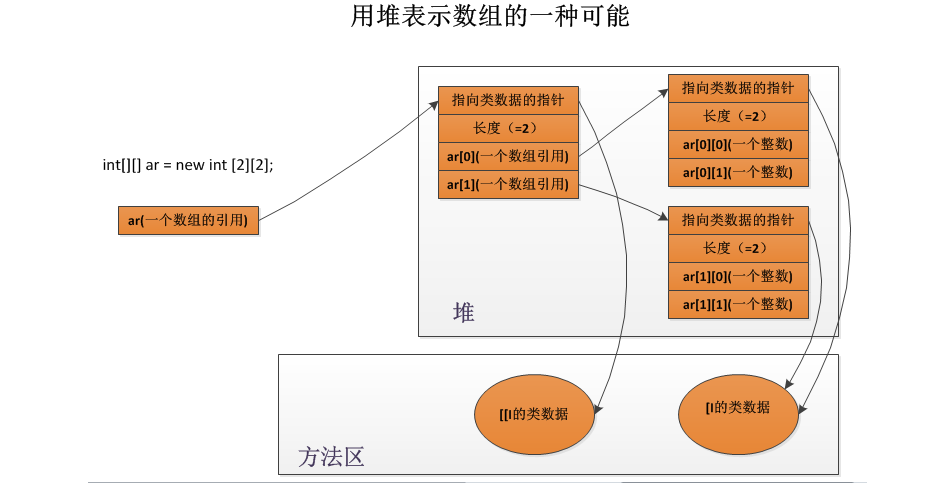 用堆表示数组的一种可能
int[][] ar = new int [2][2];
ar(一个数组的引用)
指向类数据的指针
长度（=2）
ar[0](一个数组引用)
ar[1](一个数组引用)
指向类数据的指针
长度（=2）
ar[0][0](一个整数)
ar[0][1](一个整数)
指向类数据的指针
长度（=2）
ar[1][0](一个整数)
ar[1][1](一个整数)
堆
[[I的类数据
[I的类数据
方法区